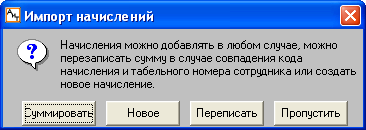 Импорт начислений
Начисления можно добавлять в любом случае, можно
перезаписать сумму в случае совпадения кода
начисления и табельного номера сотрудника или создать
новое начисление.
Суммировать Новое Переписать Пропустить